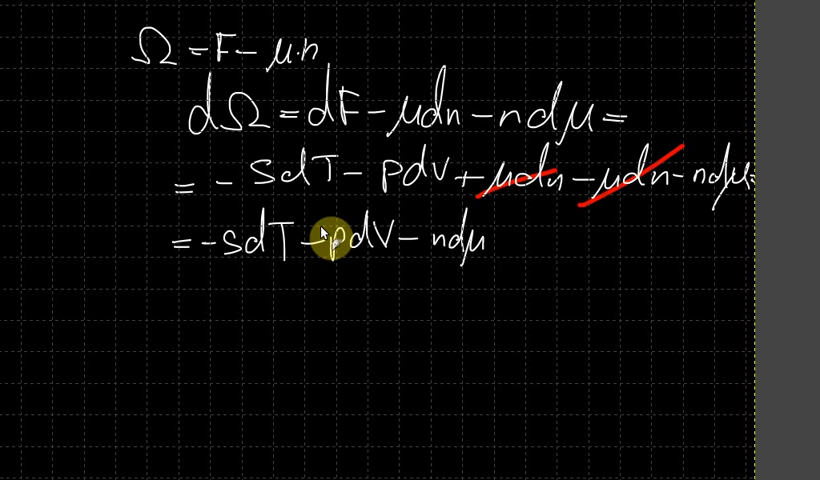 Ω = F − μ·n
dΩ = dF − μdn − ndμ =
= − SdT − pdV + μdn − μdn − ndμ =
= − SdT − pdV − ndμ